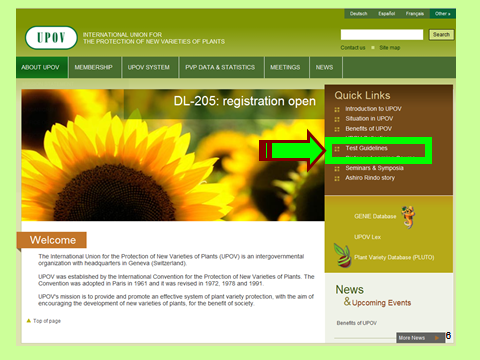 Deutsch Español Français Other »
UPOV
INTERNATIONAL UNION FOR
THE PROTECTION OF NEW VARIETIES OF PLANTS
Search
Contact us Site map
ABOUT UPOV MEMBERSHIP UPOV SYSTEM PVP DATA & STATISTICS MEETINGS NEWS
DL-205: registration open
Quick Links
Introduction to UPOV
Situation in UPOV
Benefits of UPOV
Test Guidelines
Seminars & Symposia
Ashiro Rindo story
GENIE Database
UPOV Lex
Plant Variety Database (PLUTO)
Welcome
The International Union for the Protection of New Varieties of Plants (UPOV) is an intergovernmental
organization with headquarters in Geneva (Switzerland).
UPOV was established by the International Convention for the Protection of New Varieties of Plants. The
Convention was adopted in Paris in 1961 and it was revised in 1972, 1978 and 1991.
UPOV's mission is to provide and promote an effective system of plant variety protection, with the aim of
encouraging the development of new varieties of plants, for the benefit of society.
Top of page
News
& Upcoming Events
Benefits of UPOV
More News